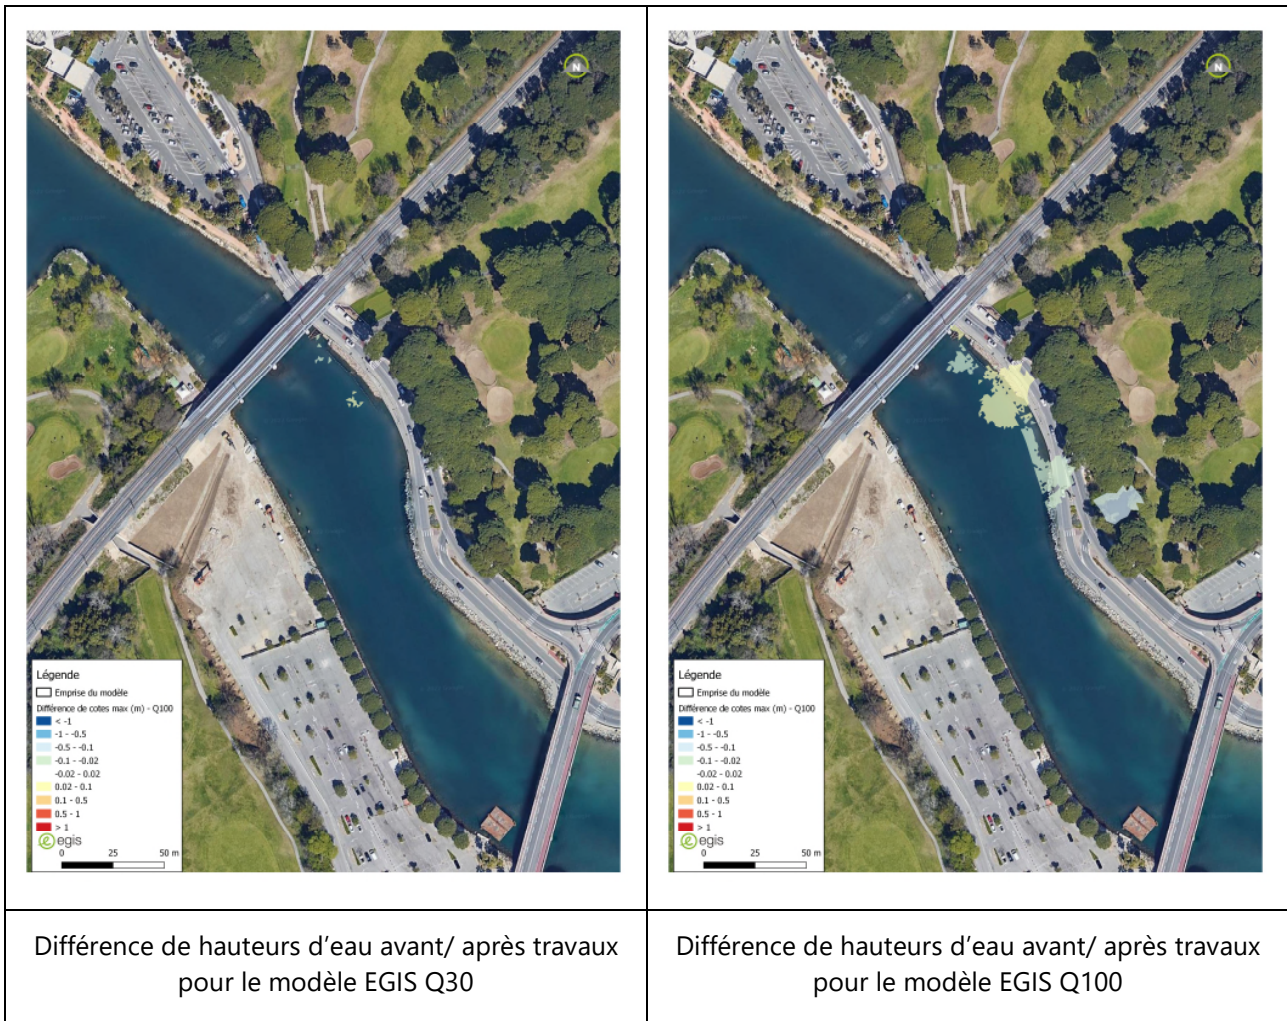 N
Légende
Emprise du modèle
Différence de cotes max (m) - Q100
< -1
-1 - -0.5
-0.5 - -0.1
-0.1 - -0.02
-0.02 - 0.02
0.02 - 0.1
0.1 - 0.5
0.5 - 1
> 1
egis
0 25 50 m
Différence de hauteurs d'eau avant/ après travaux
pour le modèle EGIS Q30
N
Légende
Emprise du modèle
Différence de cotes max (m) - Q100
< -1
-1 - -0.5
-0.5 - -0.1
-0.1 - -0.02
-0.02 - 0.02
0.02 - 0.1
0.1 - 0.5
0.5 - 1
> 1
egis
0 25 50 m
Différence de hauteurs d'eau avant/ après travaux
pour le modèle EGIS Q100